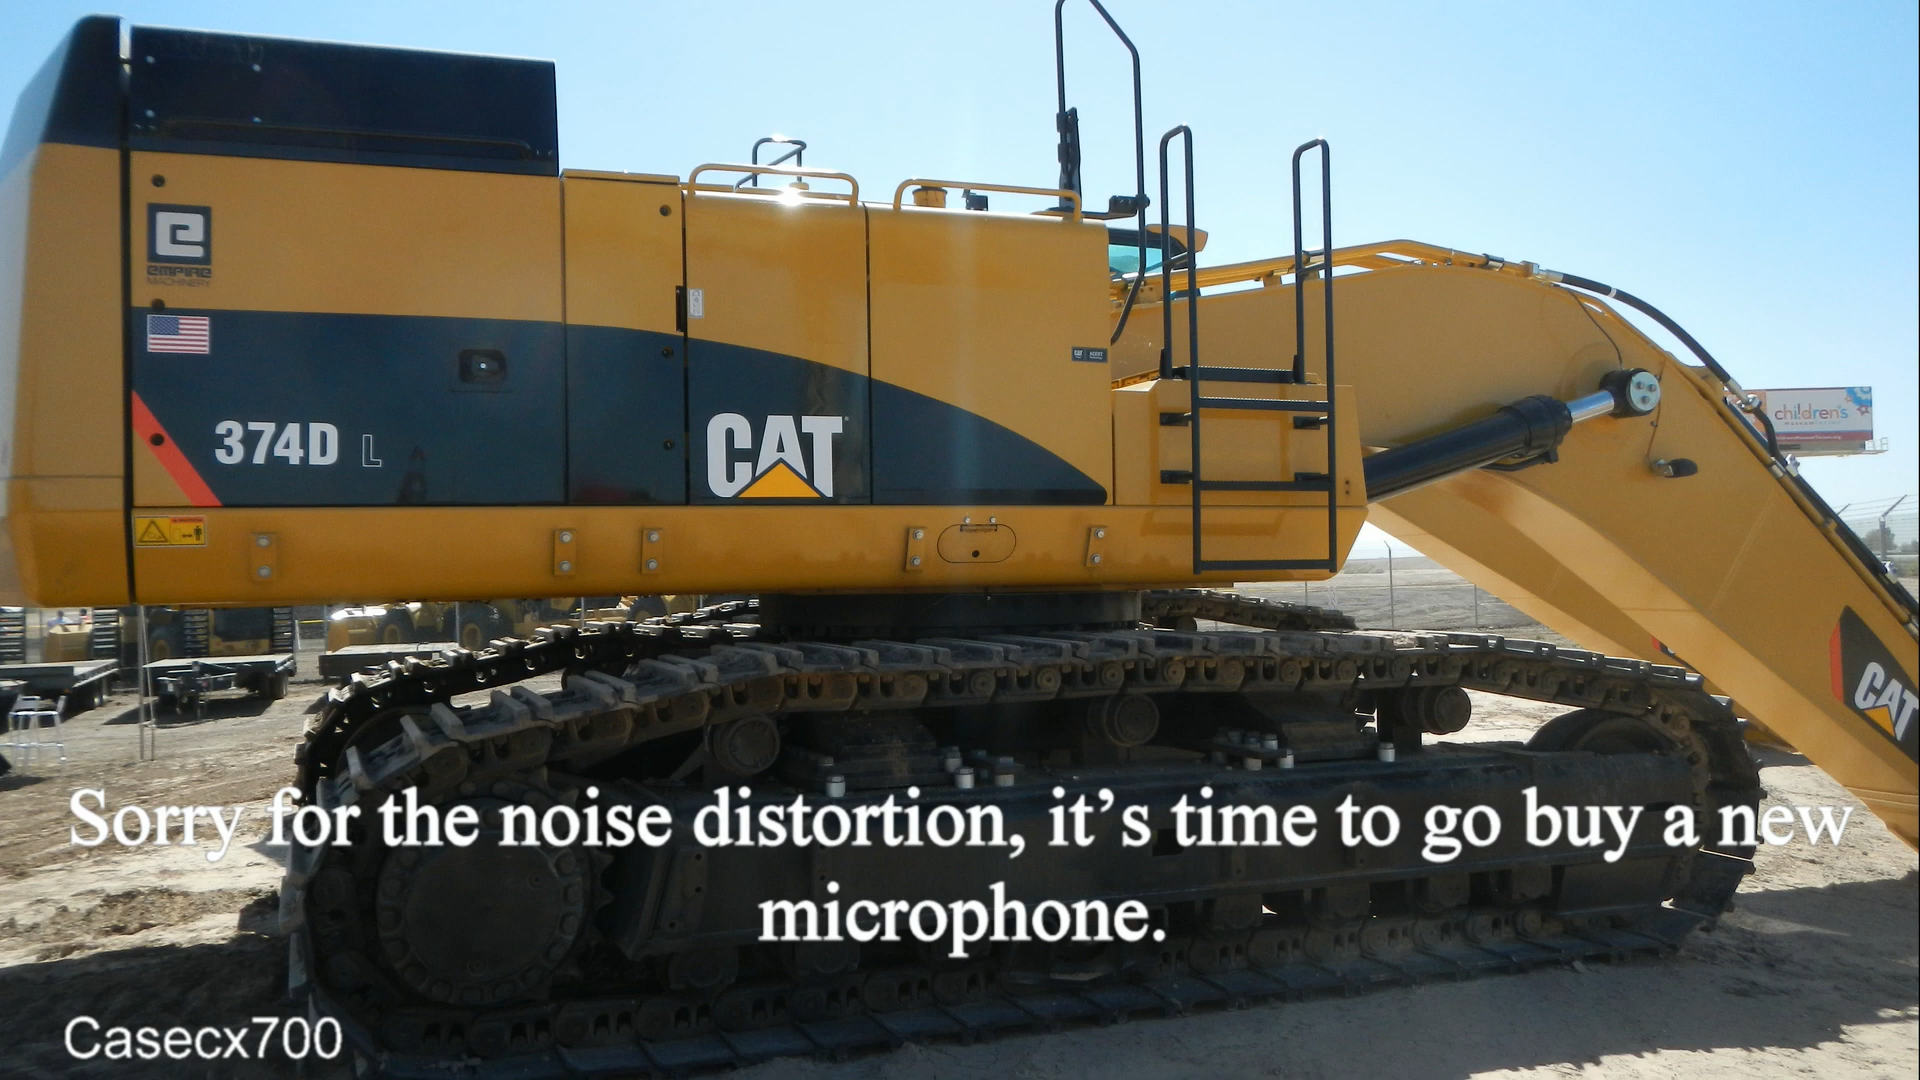 e
EMPIRE
MACHINERY
374D L
CAT
children's
CAT
Sorry for the noise distortion, it's time to go buy a new
microphone.
Casecx700